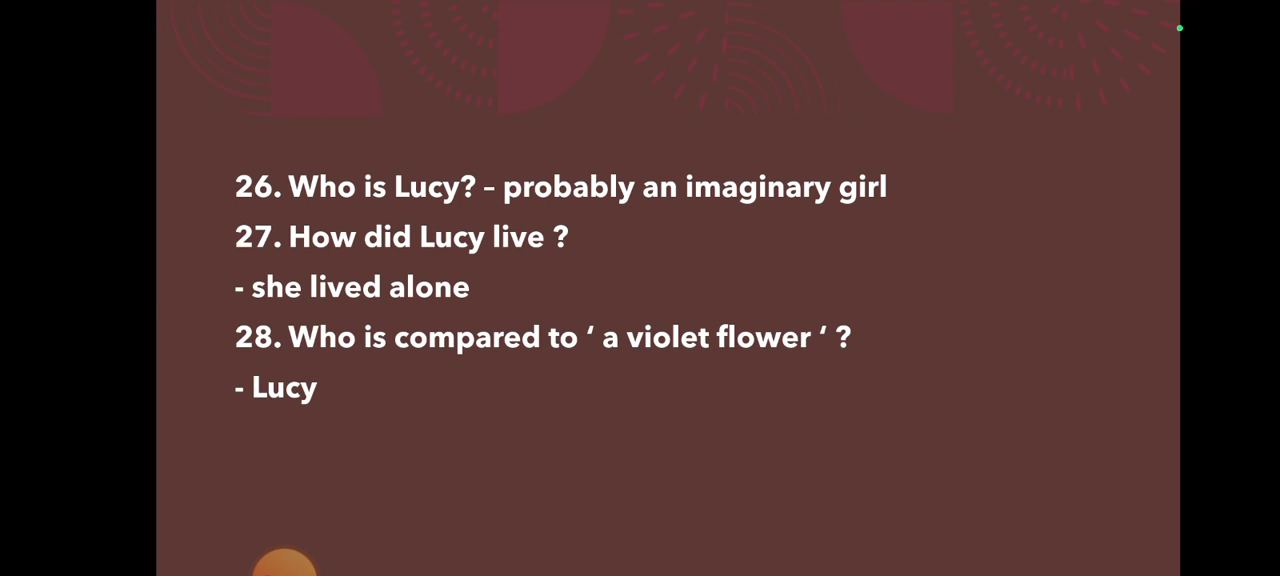 26. Who is Lucy? – probably an imaginary girl
27. How did Lucy live ?
- she lived alone
28. Who is compared to ‘ a violet flower ‘ ?
- Lucy